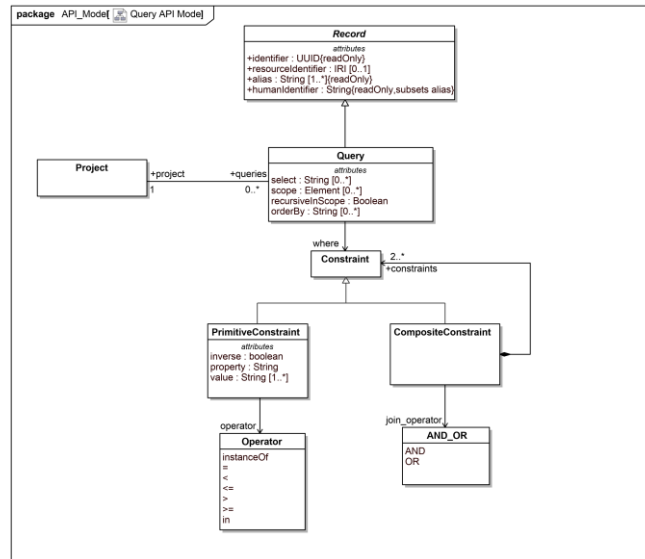 package API_Mode[ Query API Mode]
Record
attributes
+identifier : UUID{readOnly}
+resourceIdentifier : IRI [0..1]
+alias : String [1..*]{readOnly}
+humanIdentifier : String{readOnly,subsets alias}
Project
+project
+queries
1
0..*
Query
attributes
select : String [0..*]
scope : Element [0..*]
recursiveInScope : Boolean
orderBy : String [0..*]
where
Constraint
2..*
+constraints
PrimitiveConstraint
attributes
inverse : boolean
property : String
value : String [1..*]
CompositeConstraint
operator
Operator
instanceOf
=
<
<=
>
>=
in
join_operator
AND_OR
AND
OR